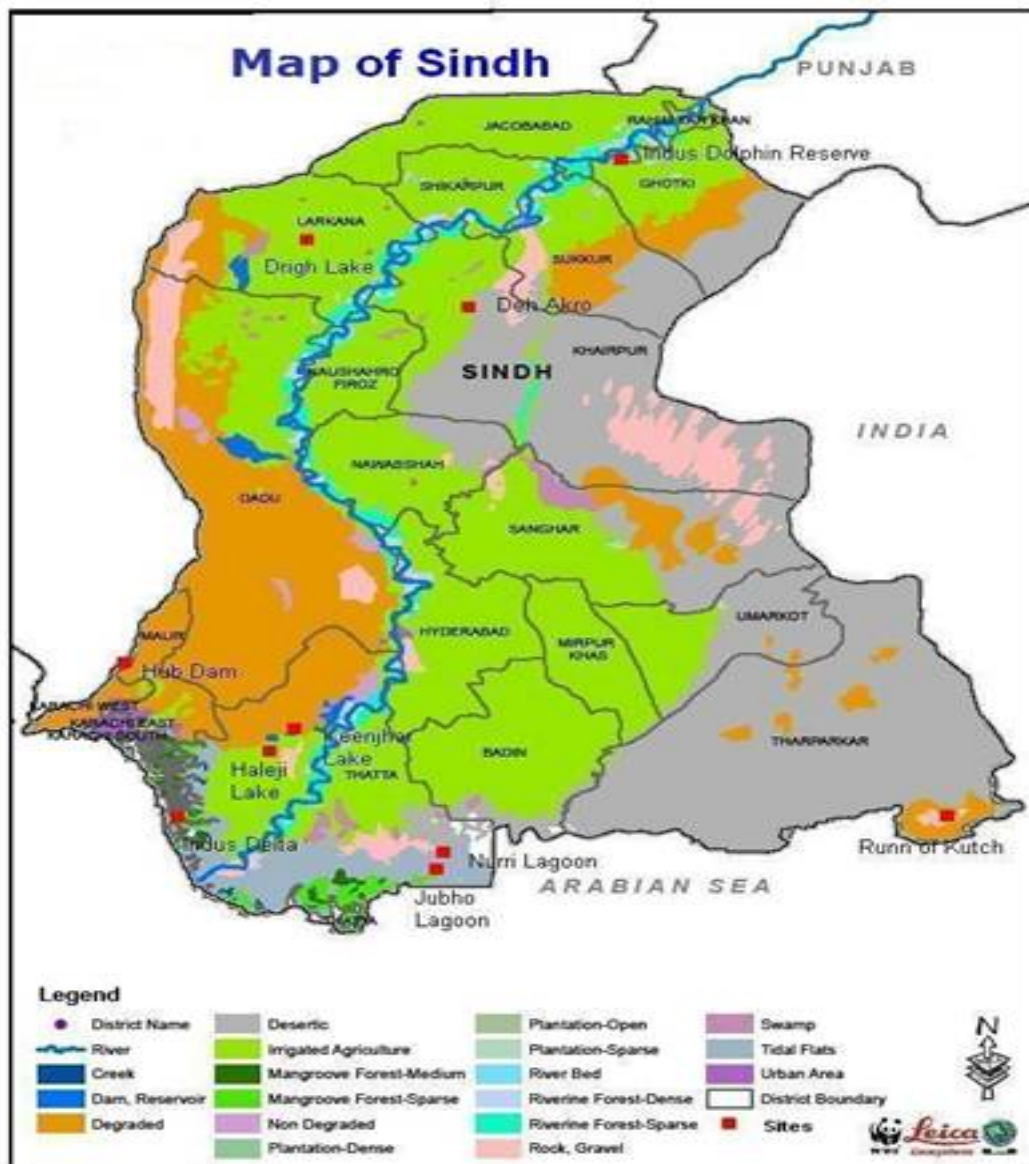 Map of Sindh
PUNJAB
JACOBABAD
Indus Dolphin Reserve
SHIKARPUR
GHOTKI
LARKANA
Drigh Lake
SUKKUR
Deh Akro
KHAIRPUR
SINDH
NAUSHAHRO
FIROZ
INDIA
NAWABSHAH
SANGHAR
UMARKOT
HYDERABAD
MIRPUR
KHAS
Hub Dam
KARACHI WEST
KARACHI EAST
KARACHI SOUTH
THARPARKAR
Keenjhar
Lake
BADIN
Haleji
Lake
THATTA
Indus Delta
Runn of Kutch
Nurri Lagoon
ARABIAN SEA
Jubho
Lagoon
Legend
District Name
River
Creek
Dam, Reservoir
Degraded
Desertic
Irrigated Agriculture
Mangroove Forest-Medium
Mangroove Forest-Sparse
Non Degraded
Plantation-Dense
Plantation-Open
Plantation-Sparse
River Bed
Riverine Forest-Dense
Riverine Forest-Sparse
Rock, Gravel
Swamp
Tidal Flats
Urban Area
District Boundary
Sites
N
WWF
Leica